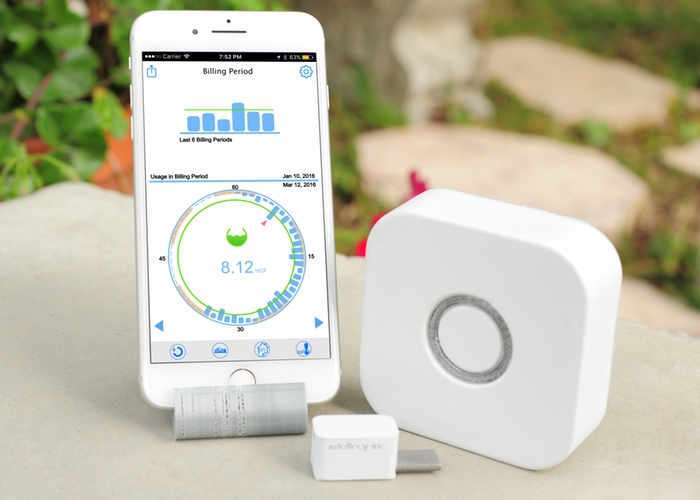 Carrier 7:52 PM 83%
Billing Period
Last 6 Billing Periods
Usage in Billing Period Jan 10, 2016
Mar 12, 2016
60
45 15
8.12
30